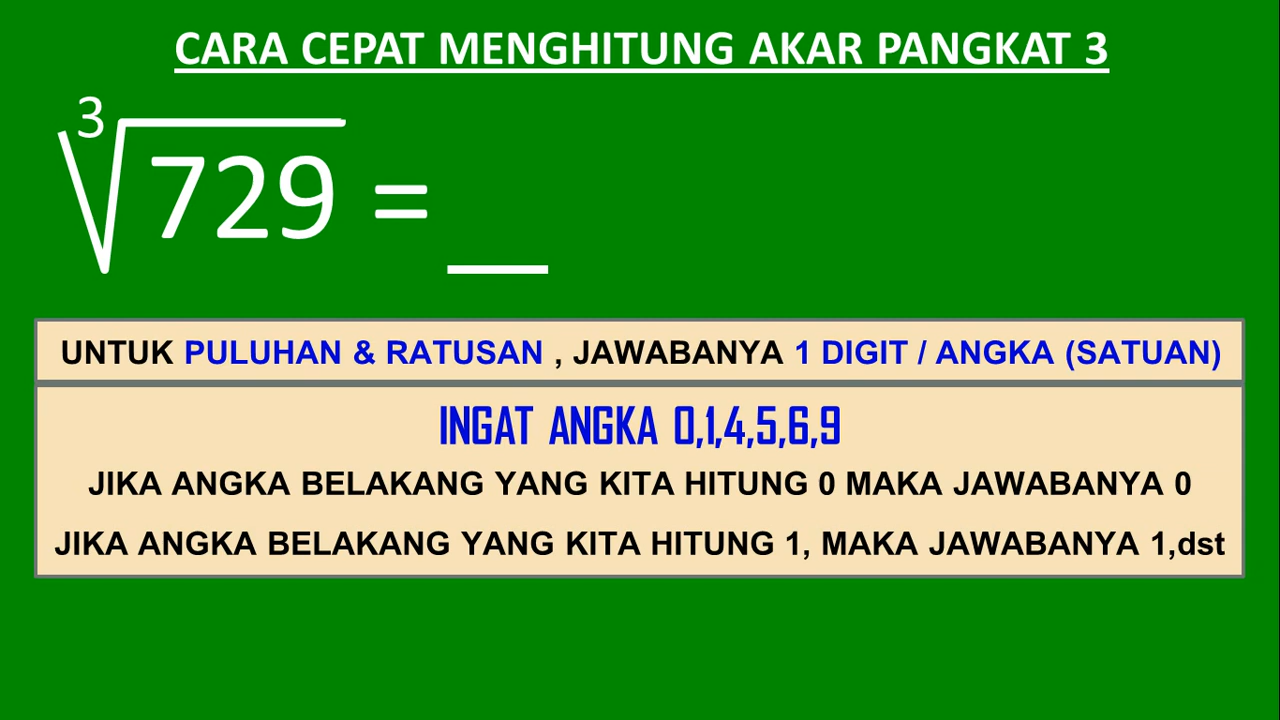 CARA CEPAT MENGHITUNG AKAR PANGKAT 3
∛729 = __
UNTUK PULUHAN & RATUSAN , JAWABANYA 1 DIGIT / ANGKA (SATUAN)
INGAT ANGKA 0,1,4,5,6,9
JIKA ANGKA BELAKANG YANG KITA HITUNG 0 MAKA JAWABANYA 0
JIKA ANGKA BELAKANG YANG KITA HITUNG 1, MAKA JAWABANYA 1,dst